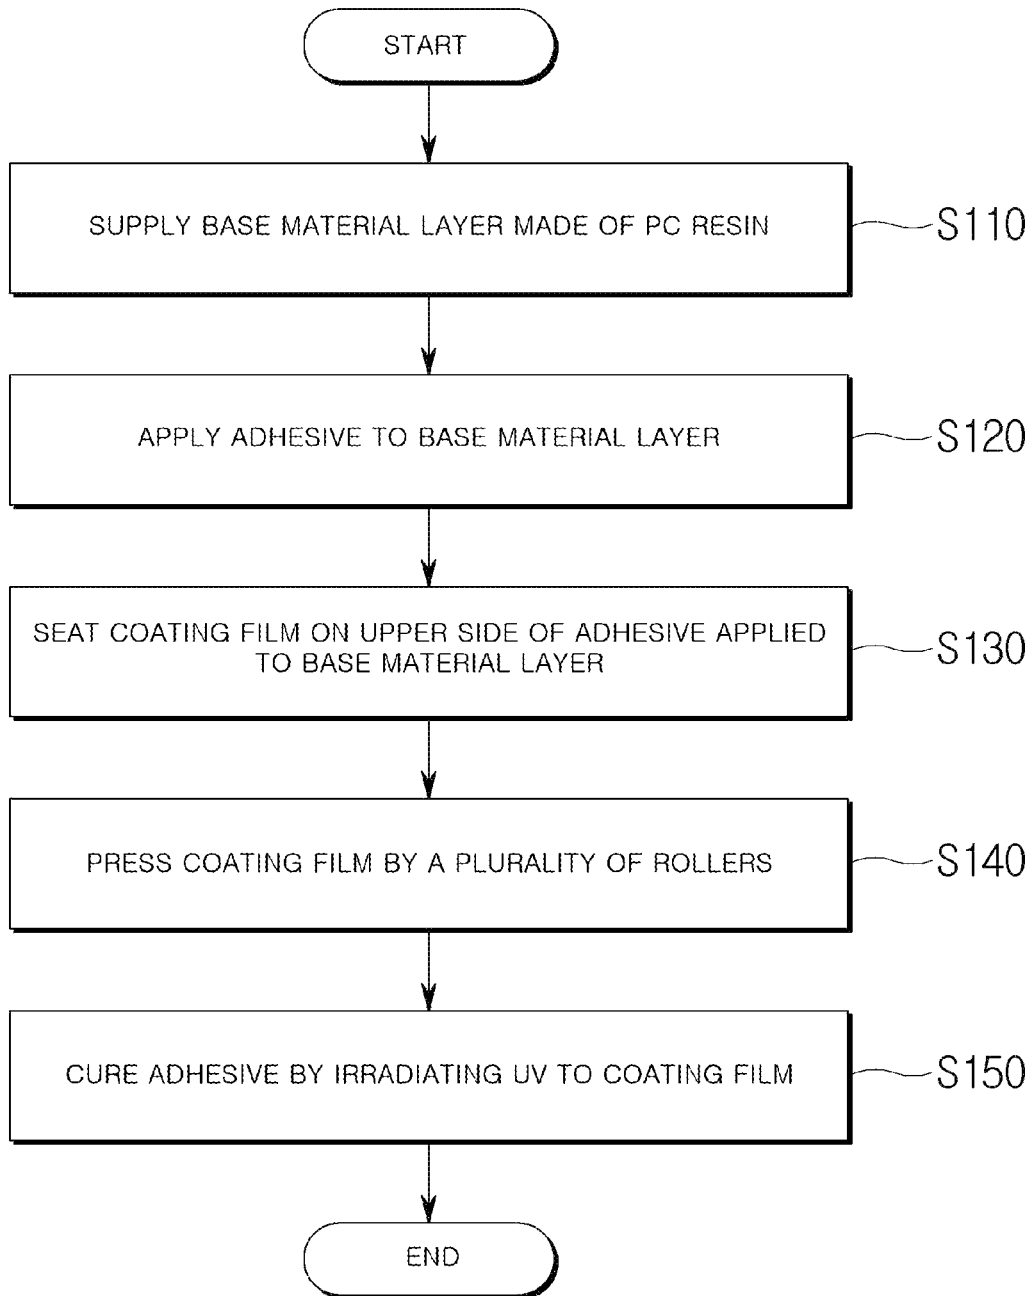 START
SUPPLY BASE MATERIAL LAYER MADE OF PC RESIN
S110
APPLY ADHESIVE TO BASE MATERIAL LAYER
S120
SEAT COATING FILM ON UPPER SIDE OF ADHESIVE APPLIED
TO BASE MATERIAL LAYER
S130
PRESS COATING FILM BY A PLURALITY OF ROLLERS
S140
CURE ADHESIVE BY IRRADIATING UV TO COATING FILM
S150
END